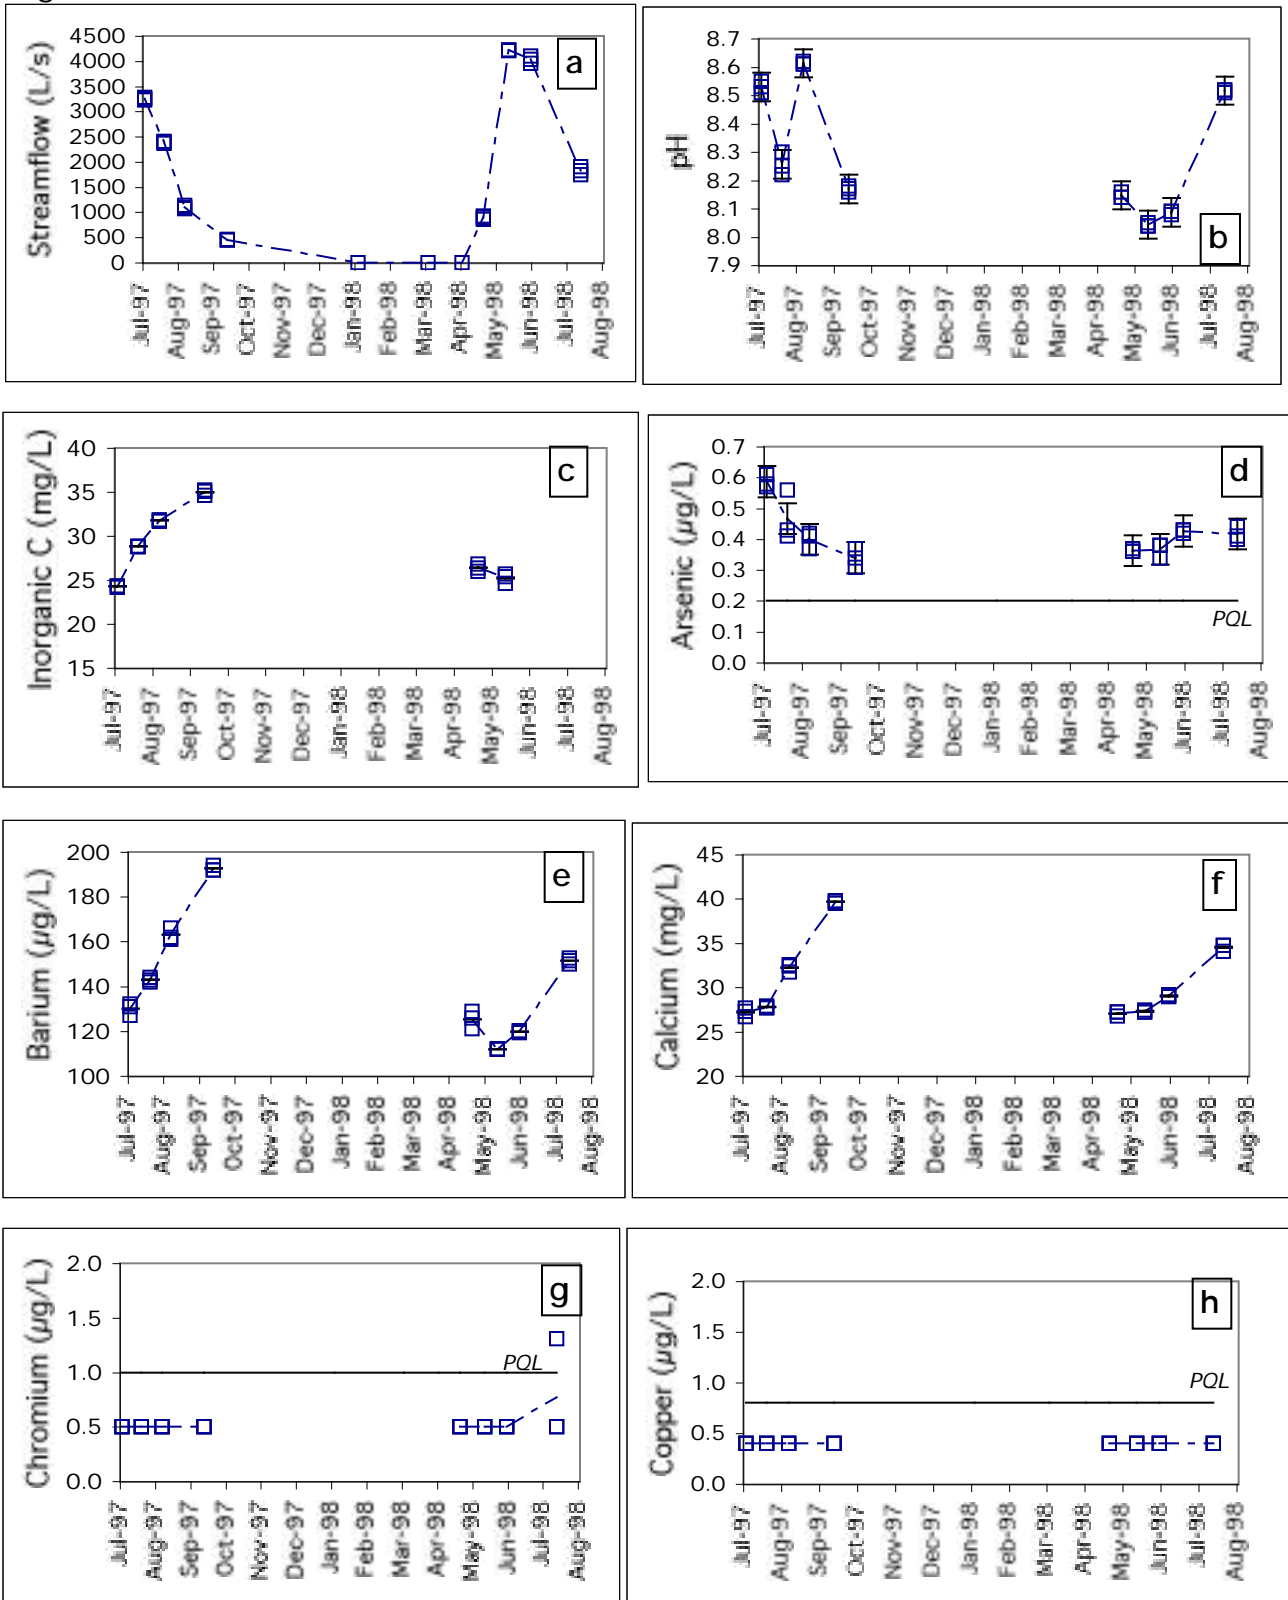 Streamflow (L/s)
4500
4000
3500
3000
2500
2000
1500
1000
500
0
a
Jul-97
Aug-97
Sep-97
Oct-97
Nov-97
Dec-97
Jan-98
Feb-98
Mar-98
Apr-98
May-98
Jun-98
Jul-98
Aug-98
pH
8.7
8.6
8.5
8.4
8.3
8.2
8.1
8.0
7.9
b
Jul-97
Aug-97
Sep-97
Oct-97
Nov-97
Dec-97
Jan-98
Feb-98
Mar-98
Apr-98
May-98
Jun-98
Jul-98
Aug-98
Inorganic C (mg/L)
40
35
30
25
20
15
c
Jul-97
Aug-97
Sep-97
Oct-97
Nov-97
Dec-97
Jan-98
Feb-98
Mar-98
Apr-98
May-98
Jun-98
Jul-98
Aug-98
Arsenic (µg/L)
0.7
0.6
0.5
0.4
0.3
0.2
0.1
0.0
d
PQL
Jul-97
Aug-97
Sep-97
Oct-97
Nov-97
Dec-97
Jan-98
Feb-98
Mar-98
Apr-98
May-98
Jun-98
Jul-98
Aug-98
Barium (µg/L)
200
180
160
140
120
100
e
Jul-97
Aug-97
Sep-97
Oct-97
Nov-97
Dec-97
Jan-98
Feb-98
Mar-98
Apr-98
May-98
Jun-98
Jul-98
Aug-98
Calcium (mg/L)
45
40
35
30
25
20
f
Jul-97
Aug-97
Sep-97
Oct-97
Nov-97
Dec-97
Jan-98
Feb-98
Mar-98
Apr-98
May-98
Jun-98
Jul-98
Aug-98
Chromium (µg/L)
2.0
1.5
1.0
0.5
0.0
g
PQL
Jul-97
Aug-97
Sep-97
Oct-97
Nov-97
Dec-97
Jan-98
Feb-98
Mar-98
Apr-98
May-98
Jun-98
Jul-98
Aug-98
Copper (µg/L)
2.0
1.5
1.0
0.5
0.0
h
PQL
Jul-97
Aug-97
Sep-97
Oct-97
Nov-97
Dec-97
Jan-98
Feb-98
Mar-98
Apr-98
May-98
Jun-98
Jul-98
Aug-98